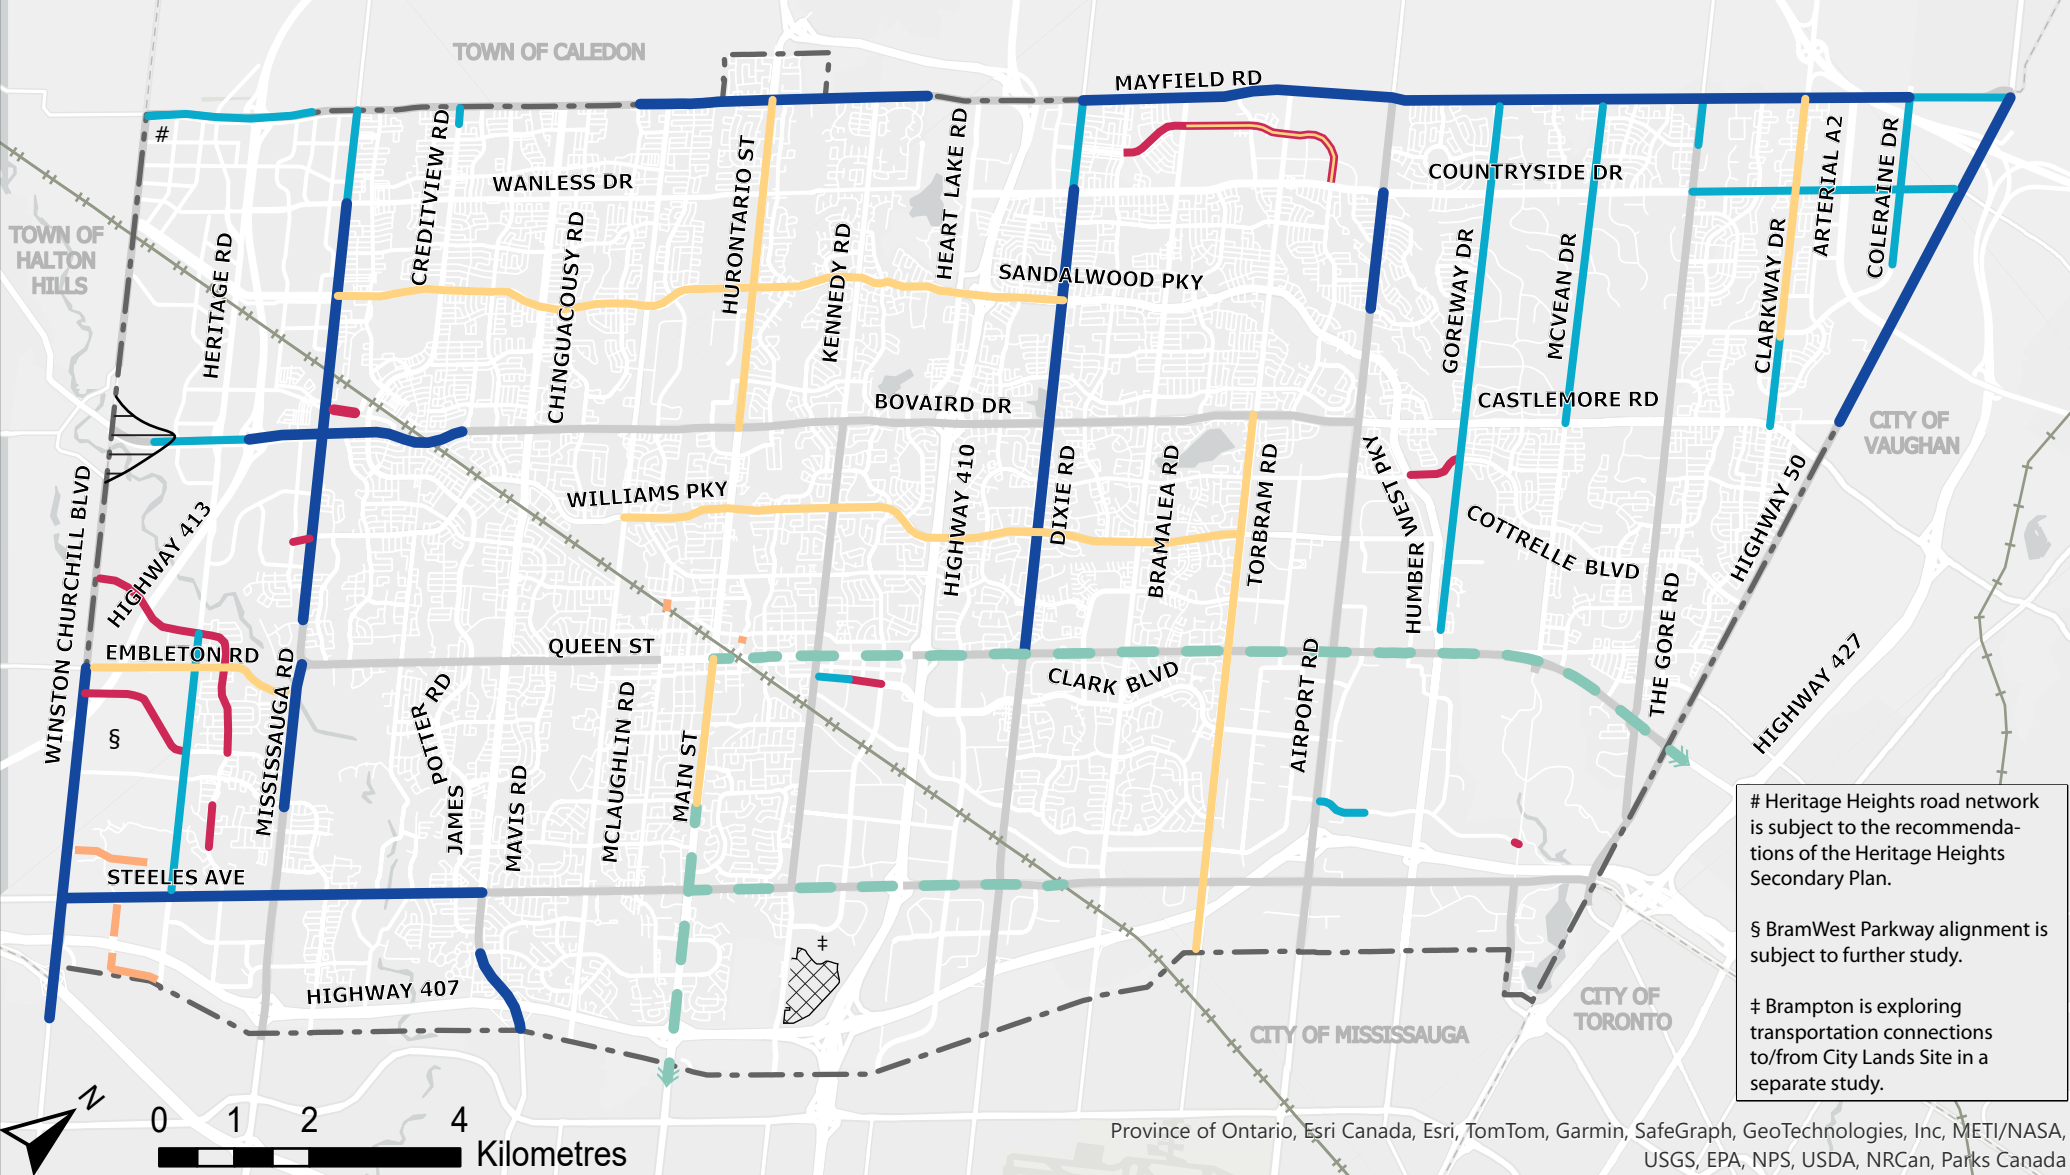 TOWN OF CALEDON
MAYFIELD RD
#
CREDITVIEW RD
WANLESS DR
HURONTARIO ST
HEART LAKE RD
COUNTRYSIDE DR
ARTERIAL A2
COLERAINE DR
TOWN OF
HALTON
HILLS
HERITAGE RD
CHINGUACOUSY RD
KENNEDY RD
SANDALWOOD PKY
GOREWAY DR
MCVEAN DR
CLARKWAY DR
BOVAIRD DR
CASTLEMORE RD
CITY OF
VAUGHAN
WINSTON CHURCHILL BLVD
HIGHWAY 413
WILLIAMS PKY
HIGHWAY 410
DIXIE RD
BRAMALEA RD
TORBRAM RD
HUMBER WEST PKY
COTTRELLE BLVD
HIGHWAY 50
EMBLETON RD
QUEEN ST
CLARK BLVD
AIRPORT RD
THE GORE RD
HIGHWAY 427
§
MISSISSAUGA RD
JAMES POTTER RD
MAVIS RD
MCLAUGHLIN RD
MAIN ST
STEELES AVE
‡
HIGHWAY 407
CITY OF MISSISSAUGA
CITY OF
TORONTO
# Heritage Heights road network
is subject to the recommenda-
tions of the Heritage Heights
Secondary Plan.
§ BramWest Parkway alignment is
subject to further study.
‡ Brampton is exploring
transportation connections
to/from City Lands Site in a
separate study.
N
0 1 2 4
Kilometres
Province of Ontario, Esri Canada, Esri, TomTom, Garmin, SafeGraph, GeoTechnologies, Inc, METI/NASA,
USGS, EPA, NPS, USDA, NRCan, Parks Canada